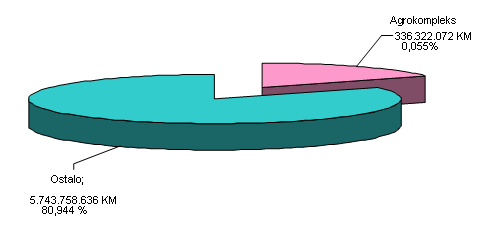 Agrokompleks
336.322.072 KM
0,055%
Ostalo;
5.743.758.636 KM
80,944 %